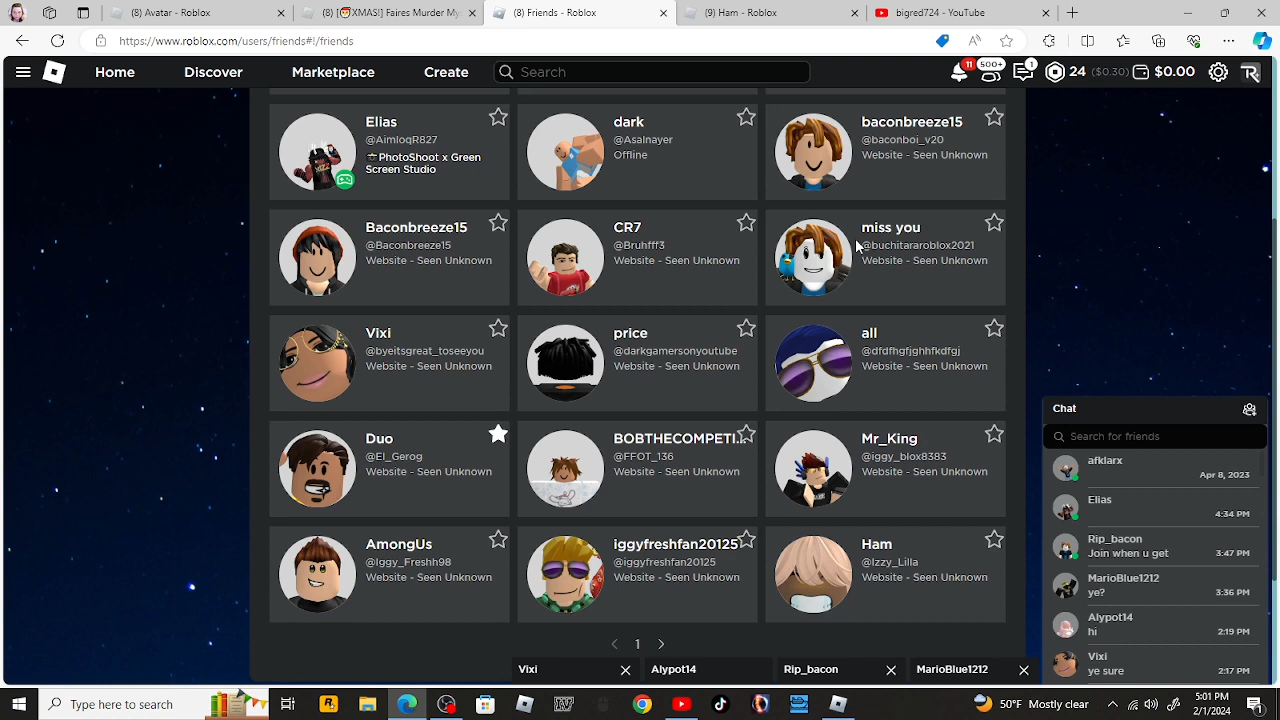 (8) Avatar - Roblox
(8) [🎅XMAS!] Faires Murder My
(8) Friends - Roblox
(9) Ham - Roblox
bigred724 - YouTube
https://www.roblox.com/users/friends#!/friends
Home Discover Marketplace Create
Search
11 500+ 1 24 ($0.30) $0.00
Elias
@AimloqR827
PhotoShoot x Green
Screen Studio
dark
@Asalnayer
Offline
baconbreeze15
@baconboi_v20
Website - Seen Unknown
Baconbreeze15
@Baconbreeze15
Website - Seen Unknown
CR7
@Bruhfff3
Website - Seen Unknown
miss you
@buchitararoblox2021
Website - Seen Unknown
Vixi
@byeitsgreat_toseeyou
Website - Seen Unknown
price
@darkgamersonyoutube
Website - Seen Unknown
all
@dfdfhgfjghhfkdfgj
Website - Seen Unknown
Duo
@El_Gerog
Website - Seen Unknown
BOBTHECOMPETI...
@FFOT_136
Website - Seen Unknown
Mr_King
@iggy_blox8383
Website - Seen Unknown
AmongUs
@Iggy_Freshh98
Website - Seen Unknown
iggyfreshfan20125
@iggyfreshfan20125
Website - Seen Unknown
Ham
@Izzy_Lilla
Website - Seen Unknown
< 1 >
Chat
Search for friends
afklarx
Apr 8, 2023
Elias
4:34 PM
Rip_bacon
Join when u get 3:47 PM
MarioBlue1212
ye? 3:36 PM
Alypot14
hi 2:19 PM
Vixi
ye sure 2:17 PM
Vixi
Alypot14
Rip_bacon
MarioBlue1212
Type here to search
50°F Mostly clear
5:01 PM
2/1/2024